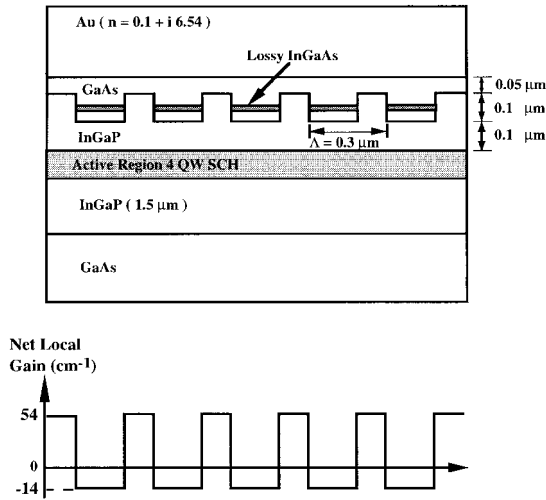 Au ( n = 0.1 + i 6.54)
Lossy InGaAs
GaAs
0.05 μm
0.1 μm
InGaP
Λ = 0.3 μm
0.1 μm
Active Region 4 QW SCH
InGaP ( 1.5 μm )
GaAs
Net Local
Gain (cm-1)
54
0
-14